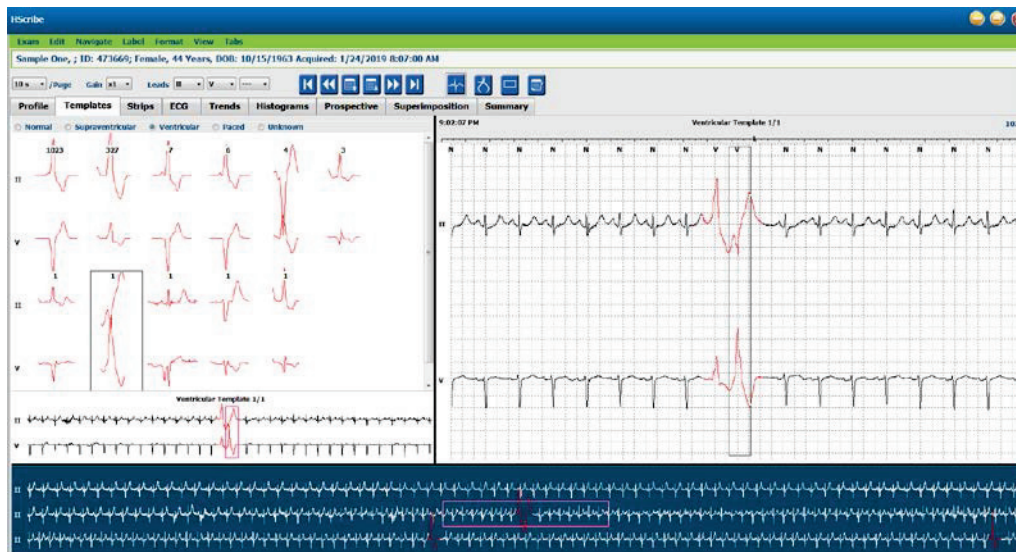 HScribe
Exam Edit Navigate Label Format View Tabs
Sample One, ; ID: 473669; Female, 44 Years, DOB: 10/15/1963 Acquired: 1/24/2019 8:07:00 AM
10 s /Page Gain x1 Leads II V ---
Profile Templates Strips ECG Trends Histograms Prospective Superimposition Summary
Normal Supraventricular Ventricular Paced Unknown
1023 327 7 6 4 3
II
V
1 1 1 1 1
II
V
Ventricular Template 1/1
II
V
9:02:07 PM Ventricular Template 1/1
N N N N N N N N V V N N N N N N N
II
V
II
II
II